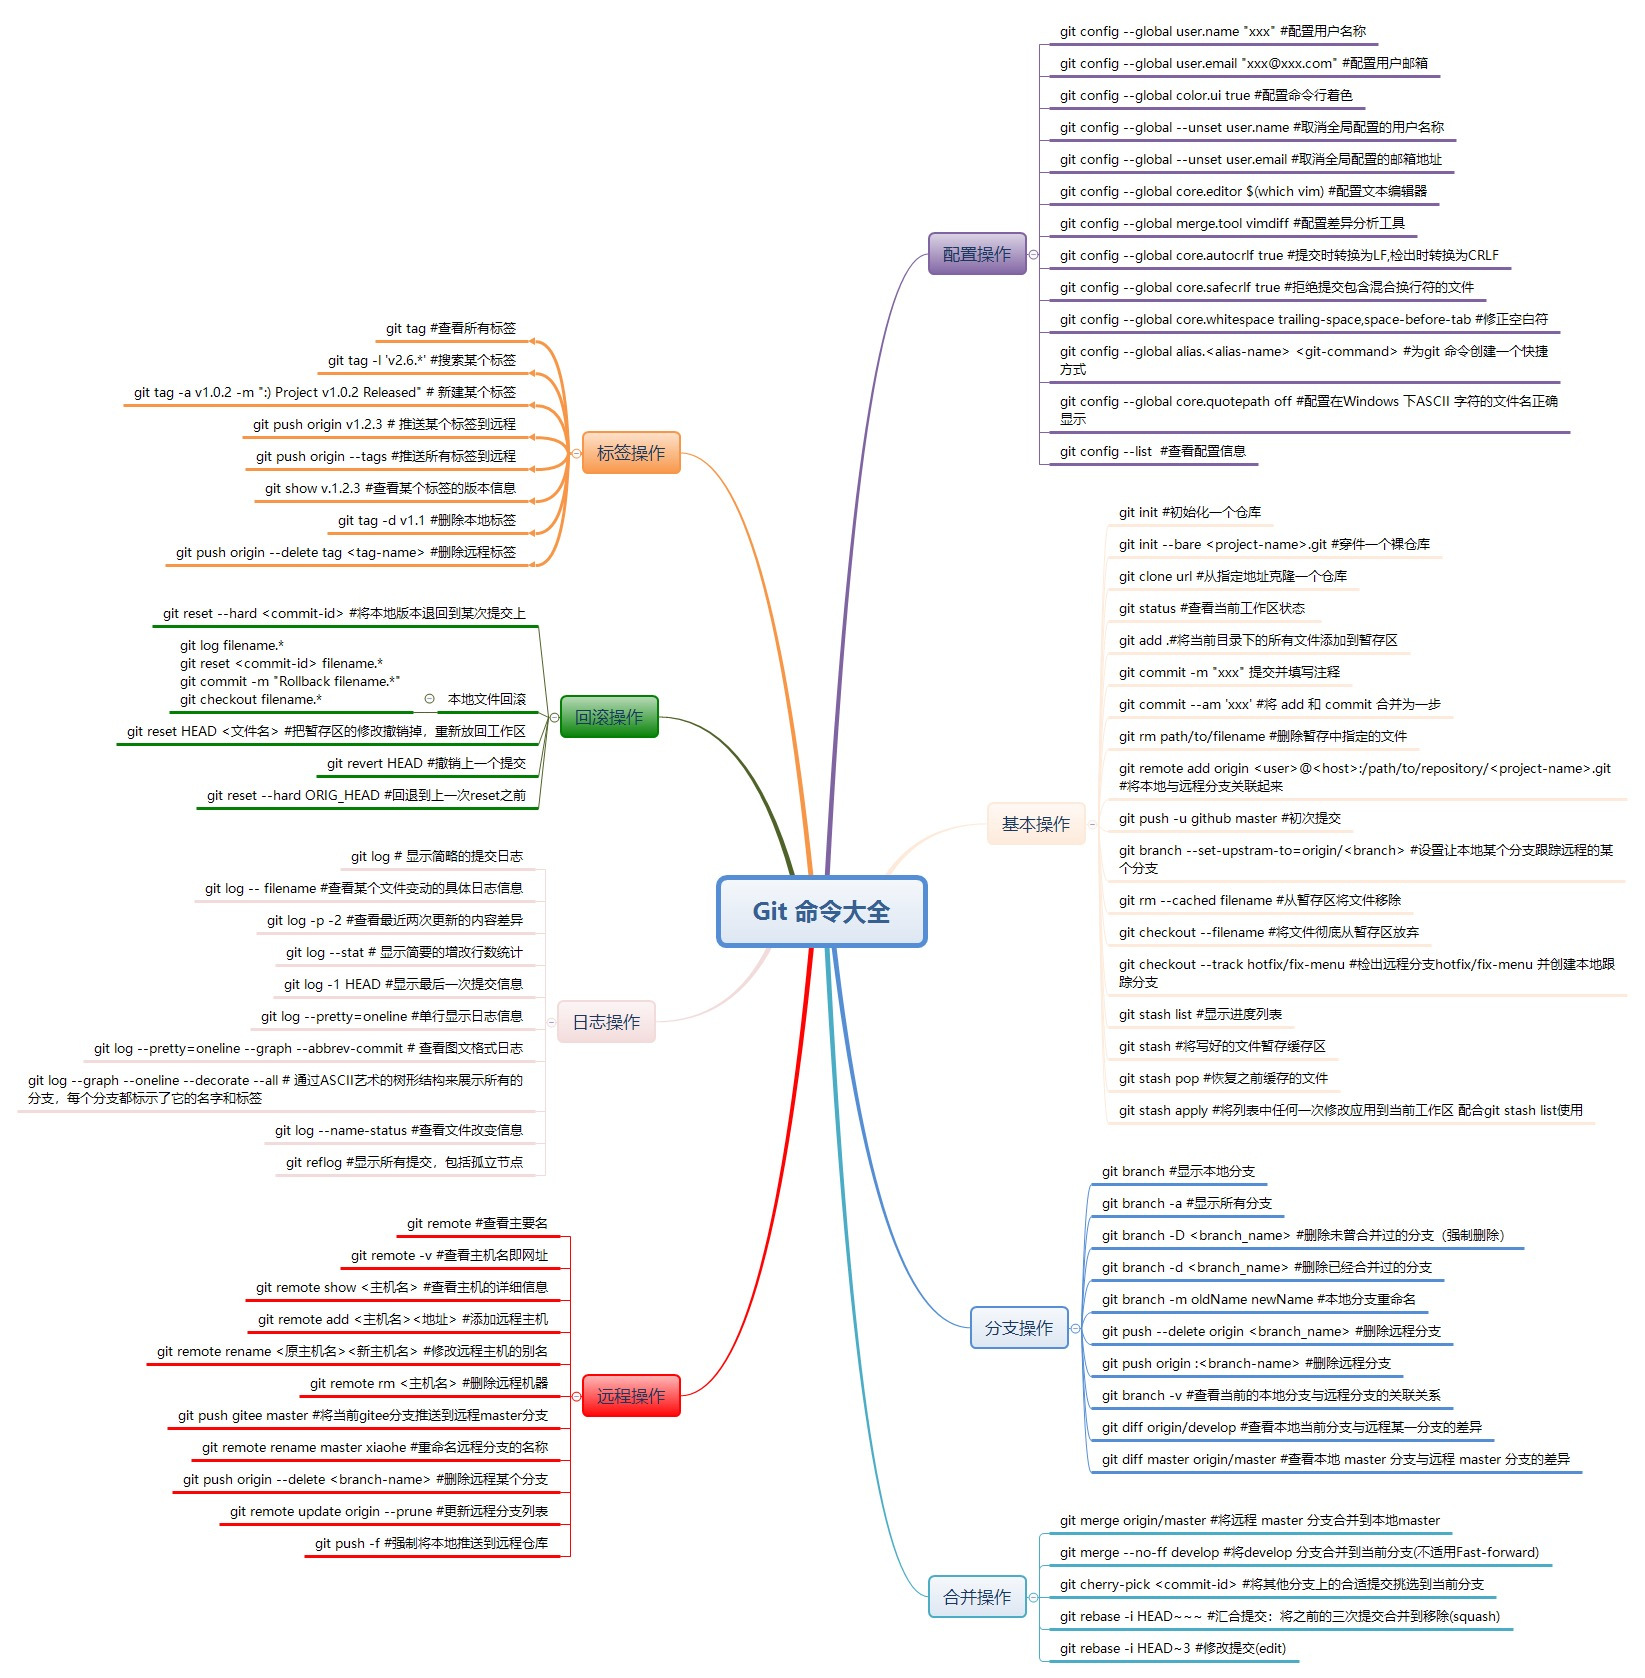 Git 命令大全
配置操作
git config --global user.name "xxx" #配置用户名称
git config --global user.email "xxx@xxx.com" #配置用户邮箱
git config --global color.ui true #配置命令行着色
git config --global --unset user.name #取消全局配置的用户名称
git config --global --unset user.email #取消全局配置的邮箱地址
git config --global core.editor $(which vim) #配置文本编辑器
git config --global merge.tool vimdiff #配置差异分析工具
git config --global core.autocrlf true #提交时转换为LF,检出时转换为CRLF
git config --global core.safecrlf true #拒绝提交包含混合换行符的文件
git config --global core.whitespace trailing-space,space-before-tab #修正空白符
git config --global alias.<alias-name> <git-command> #为git 命令创建一个快捷
方式
git config --global core.quotepath off #配置在Windows 下ASCII 字符的文件名正确
显示
git config --list  #查看配置信息
基本操作
git init #初始化一个仓库
git init --bare <project-name>.git #穿件一个裸仓库
git clone url #从指定地址克隆一个仓库
git status #查看当前工作区状态
git add .#将当前目录下的所有文件添加到暂存区
git commit -m "xxx" 提交并填写注释
git commit --am 'xxx' #将 add 和 commit 合并为一步
git rm path/to/filename #删除暂存中指定的文件
git remote add origin <user>@<host>:/path/to/repository/<project-name>.git
#将本地与远程分支关联起来
git push -u github master #初次提交
git branch --set-upstram-to=origin/<branch> #设置让本地某个分支跟踪远程的某
个分支
git rm --cached filename #从暂存区将文件移除
git checkout --filename #将文件彻底从暂存区放弃
git checkout --track hotfix/fix-menu #检出远程分支hotfix/fix-menu 并创建本地跟
踪分支
git stash list #显示进度列表
git stash #将写好的文件暂存缓存区
git stash pop #恢复之前缓存的文件
git stash apply #将列表中任何一次修改应用到当前工作区 配合git stash list使用
分支操作
git branch #显示本地分支
git branch -a #显示所有分支
git branch -D <branch_name> #删除未曾合并过的分支（强制删除）
git branch -d <branch_name> #删除已经合并过的分支
git branch -m oldName newName #本地分支重命名
git push --delete origin <branch_name> #删除远程分支
git push origin :<branch-name> #删除远程分支
git branch -v #查看当前的本地分支与远程分支的关联关系
git diff origin/develop #查看本地当前分支与远程某一分支的差异
git diff master origin/master #查看本地 master 分支与远程 master 分支的差异
合并操作
git merge origin/master #将远程 master 分支合并到本地master
git merge --no-ff develop #将develop 分支合并到当前分支(不适用Fast-forward)
git cherry-pick <commit-id> #将其他分支上的合适提交挑选到当前分支
git rebase -i HEAD~~~ #汇合提交：将之前的三次提交合并到移除(squash)
git rebase -i HEAD~3 #修改提交(edit)
标签操作
git tag #查看所有标签
git tag -l 'v2.6.*' #搜索某个标签
git tag -a v1.0.2 -m ":) Project v1.0.2 Released" # 新建某个标签
git push origin v1.2.3 # 推送某个标签到远程
git push origin --tags #推送所有标签到远程
git show v.1.2.3 #查看某个标签的版本信息
git tag -d v1.1 #删除本地标签
git push origin --delete tag <tag-name> #删除远程标签
回滚操作
git reset --hard <commit-id> #将本地版本退回到某次提交上
本地文件回滚
git log filename.*
git reset <commit-id> filename.*
git commit -m "Rollback filename.*"
git checkout filename.*
git reset HEAD <文件名> #把暂存区的修改撤销掉，重新放回工作区
git revert HEAD #撤销上一个提交
git reset --hard ORIG_HEAD #回退到上一次reset之前
日志操作
git log # 显示简略的提交日志
git log -- filename #查看某个文件变动的具体日志信息
git log -p -2 #查看最近两次更新的内容差异
git log --stat # 显示简要的增改行数统计
git log -1 HEAD #显示最后一次提交信息
git log --pretty=oneline #单行显示日志信息
git log --pretty=oneline --graph --abbrev-commit # 查看图文格式日志
git log --graph --oneline --decorate --all # 通过ASCII艺术的树形结构来展示所有的
分支，每个分支都标示了它的名字和标签
git log --name-status #查看文件改变信息
git reflog #显示所有提交，包括孤立节点
远程操作
git remote #查看主要名
git remote -v #查看主机名即网址
git remote show <主机名> #查看主机的详细信息
git remote add <主机名><地址> #添加远程主机
git remote rename <原主机名><新主机名> #修改远程主机的别名
git remote rm <主机名> #删除远程机器
git push gitee master #将当前gitee分支推送到远程master分支
git remote rename master xiaohe #重命名远程分支的名称
git push origin --delete <branch-name> #删除远程某个分支
git remote update origin --prune #更新远程分支列表
git push -f #强制将本地推送到远程仓库